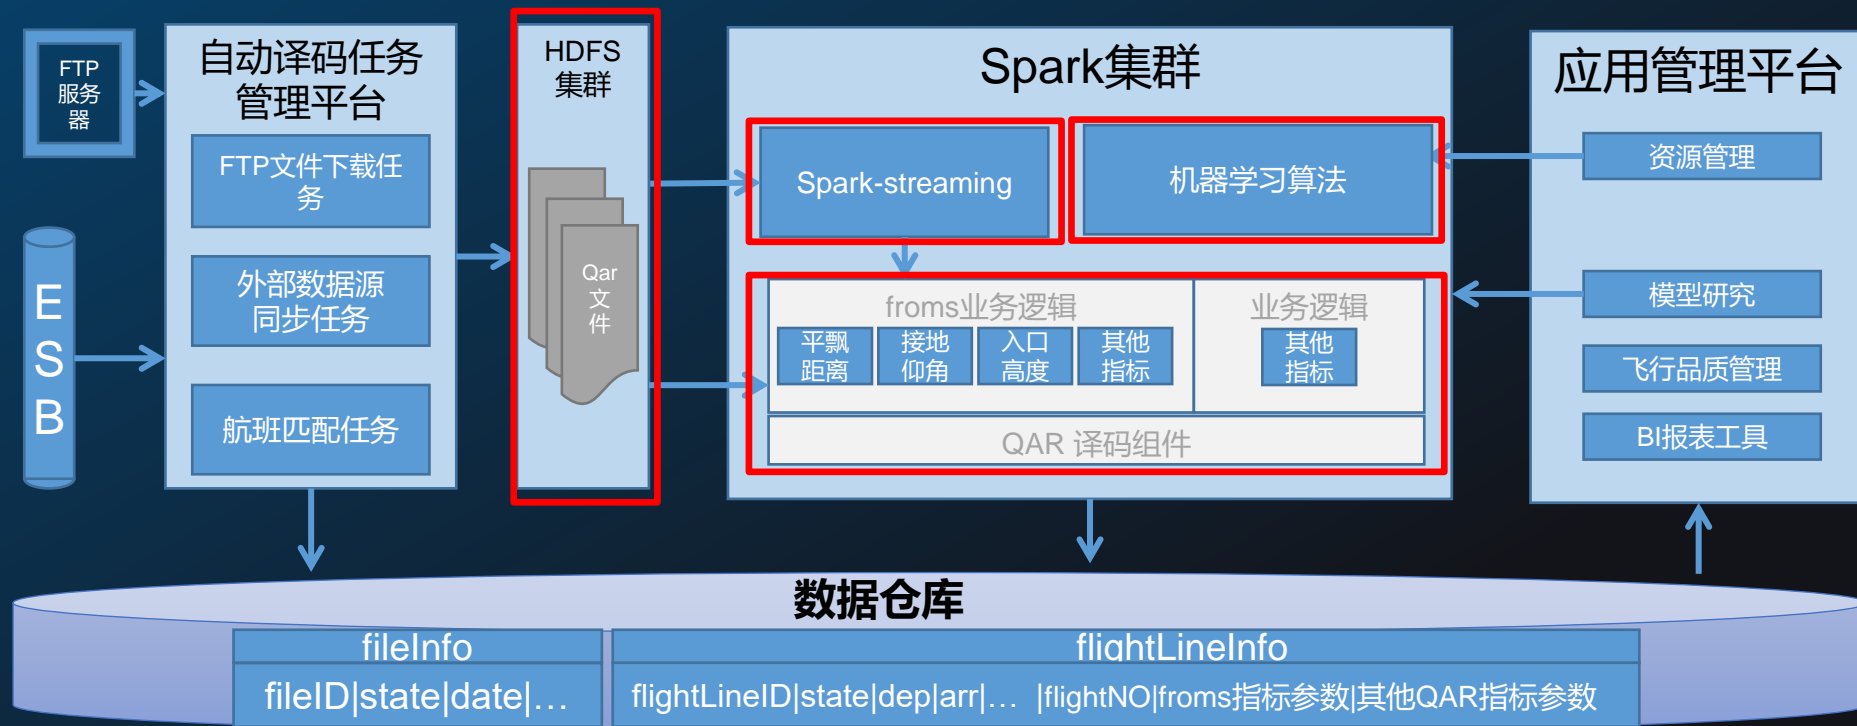 FTP
服务
器
E
S
B
自动译码任务
管理平台
FTP文件下载任
务
外部数据源
同步任务
航班匹配任务
HDFS
集群
Qar
文
件
Spark集群
Spark-streaming
机器学习算法
froms业务逻辑
平飘
距离
接地
仰角
入口
高度
其他
指标
业务逻辑
其他
指标
QAR 译码组件
应用管理平台
资源管理
模型研究
飞行品质管理
BI报表工具
数据仓库
fileInfo
fileID|state|date|…
flightLineInfo
flightLineID|state|dep|arr|… |flightNO|froms指标参数|其他QAR指标参数